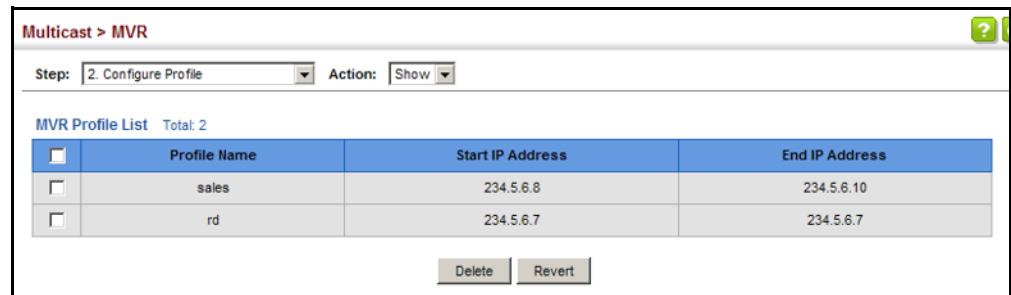 Multicast > MVR
?
Step: 2. Configure Profile Action: Show
MVR Profile List Total: 2
Profile Name Start IP Address End IP Address
sales 234.5.6.8 234.5.6.10
rd 234.5.6.7 234.5.6.7
Delete Revert